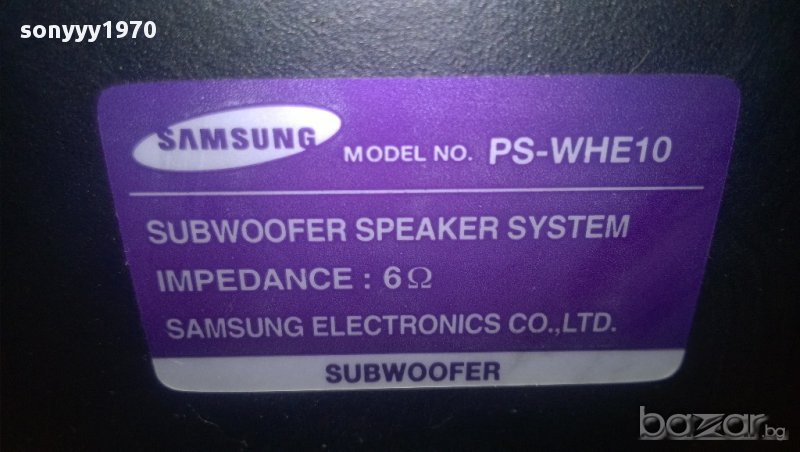 sonyyy1970
SAMSUNG MODEL NO. PS-WHE10
SUBWOOFER SPEAKER SYSTEM
IMPEDANCE : 6Ω
SAMSUNG ELECTRONICS CO.,LTD.
SUBWOOFER
bazar.bg